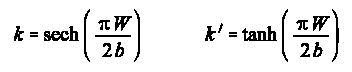 k = sech ( πW / 2b ) k′ = tanh ( πW / 2b )